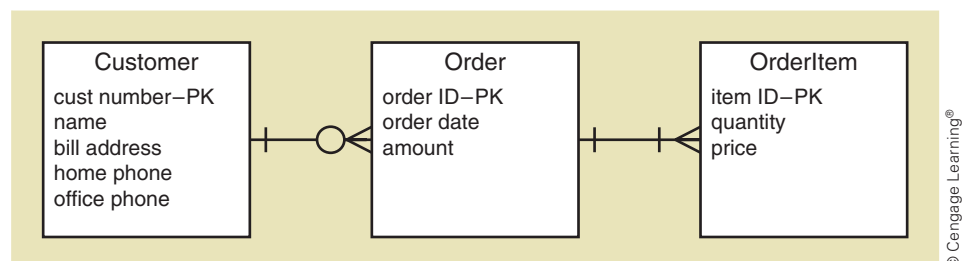 Customer
cust number–PK
name
bill address
home phone
office phone
Order
order ID–PK
order date
amount
OrderItem
item ID–PK
quantity
price
© Cengage Learning®